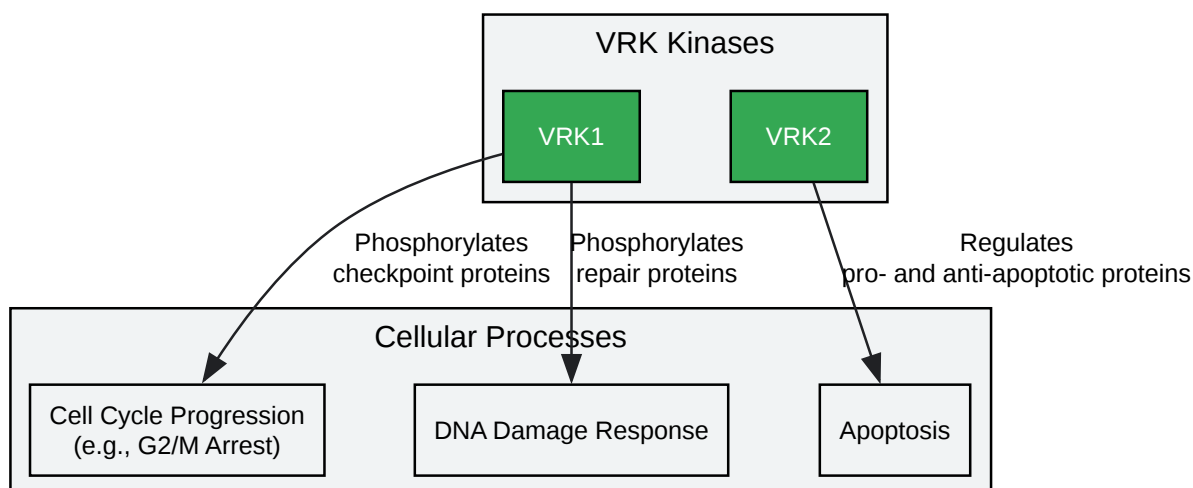 VRK Kinases
VRK1
VRK2
Phosphorylates
checkpoint proteins
Phosphorylates
repair proteins
Regulates
pro- and anti-apoptotic proteins
Cellular Processes
Cell Cycle Progression
(e.g., G2/M Arrest)
DNA Damage Response
Apoptosis